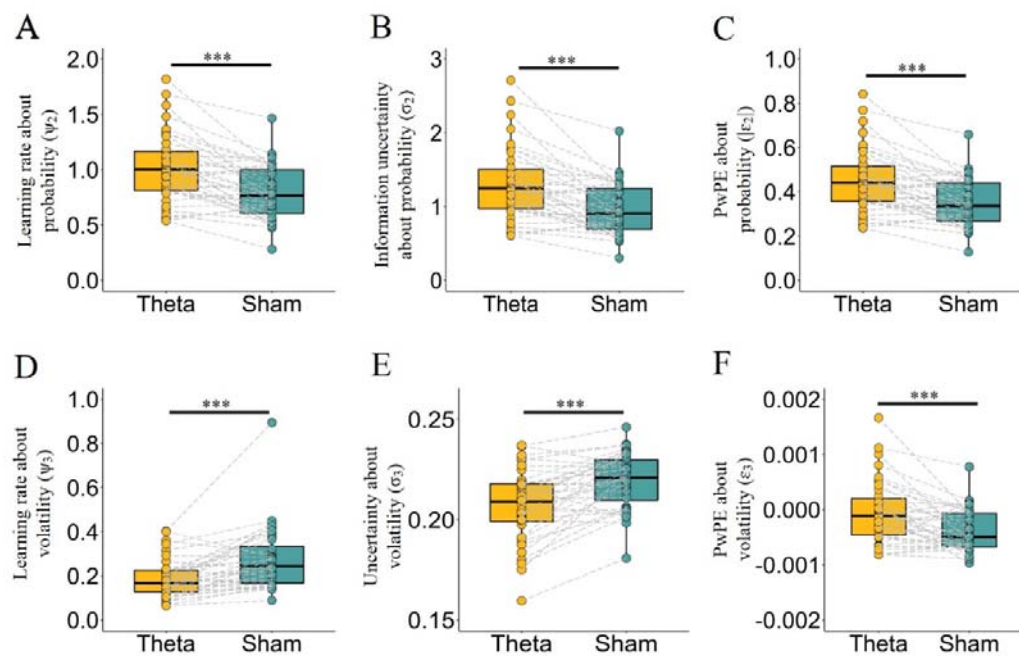 A
Learning rate about
probability (ψ₂)
***
2.0
1.5
1.0
0.5
0.0
Theta Sham
B
Information uncertainty
about probability (σ₂)
***
3
2
1
0
Theta Sham
C
PwPE about
probability (|ε₂|)
***
1.0
0.8
0.6
0.4
0.2
0.0
Theta Sham
D
Learning rate about
volatility (ψ₃)
***
1.0
0.8
0.6
0.4
0.2
0.0
Theta Sham
E
Uncertainty about
volatility (σ₃)
***
0.25
0.20
0.15
Theta Sham
F
PwPE about
volatility (ε₃)
***
0.002
0.001
0.000
-0.001
-0.002
Theta Sham